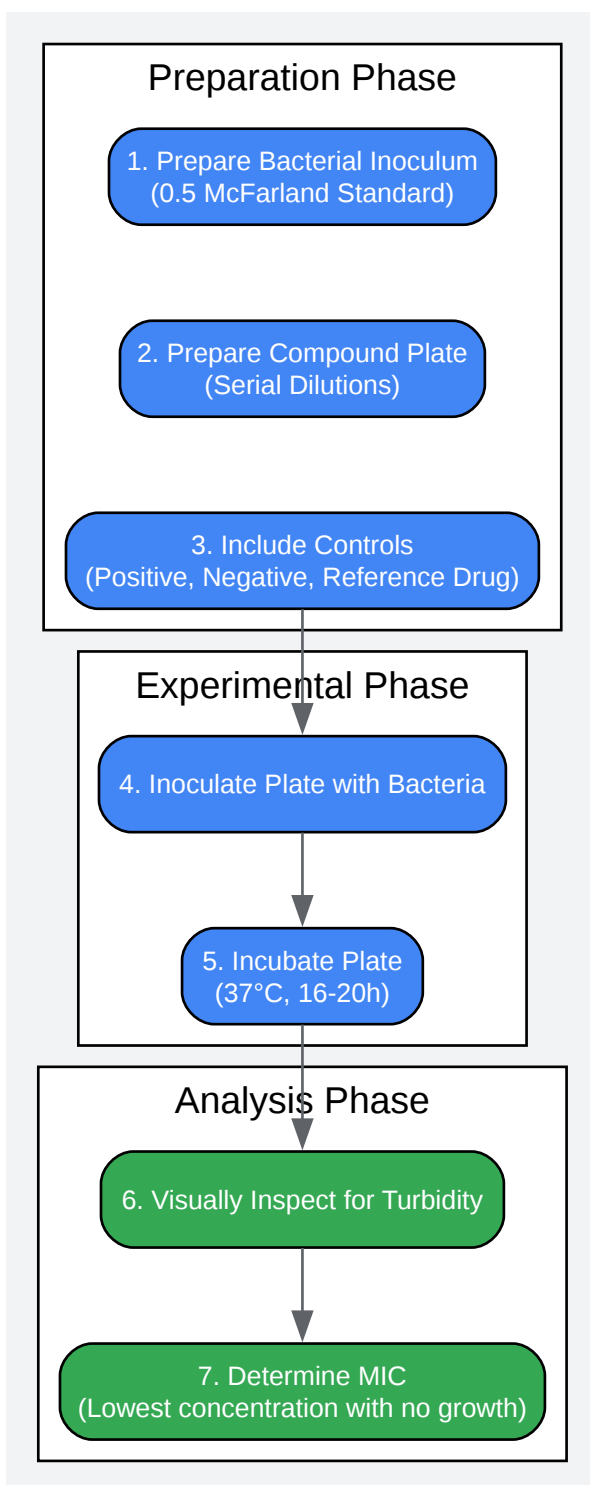 Preparation Phase
1. Prepare Bacterial Inoculum
(0.5 McFarland Standard)
2. Prepare Compound Plate
(Serial Dilutions)
3. Include Controls
(Positive, Negative, Reference Drug)
Experimental Phase
4. Inoculate Plate with Bacteria
5. Incubate Plate
(37°C, 16-20h)
Analysis Phase
6. Visually Inspect for Turbidity
7. Determine MIC
(Lowest concentration with no growth)